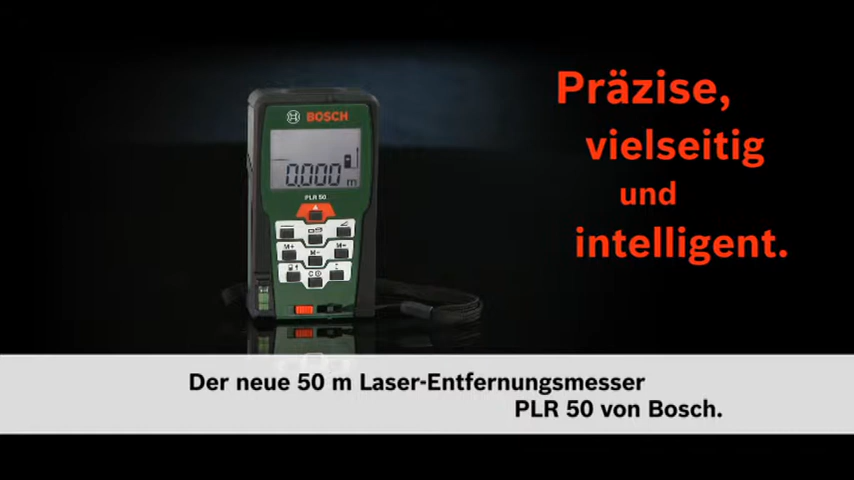 Präzise,
vielseitig
und
intelligent.
BOSCH
0.000 m
PLR 50
M+ M- M=
C
Der neue 50 m Laser-Entfernungsmesser
PLR 50 von Bosch.